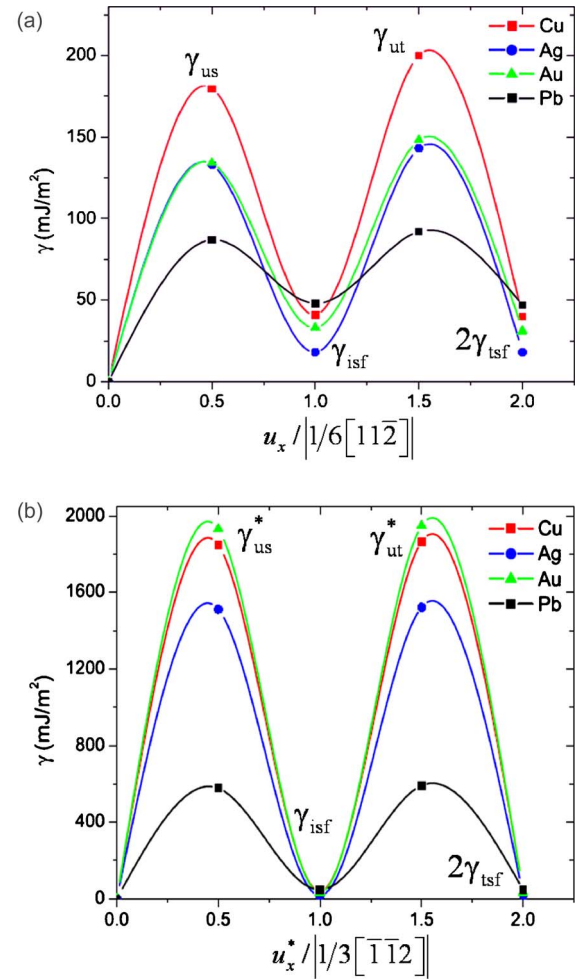 (a)
200
150
100
50
0
γ (mJ/m²)
γus
γut
γisf
2γtsf
Cu
Ag
Au
Pb
0.0 0.5 1.0 1.5 2.0
uₓ / |1/6[112̅]|
(b)
2000
1600
1200
800
400
0
γ (mJ/m²)
γ*us
γ*ut
γisf
2γtsf
Cu
Ag
Au
Pb
0.0 0.5 1.0 1.5 2.0
u*ₓ / |1/3[1̅1̅2]|